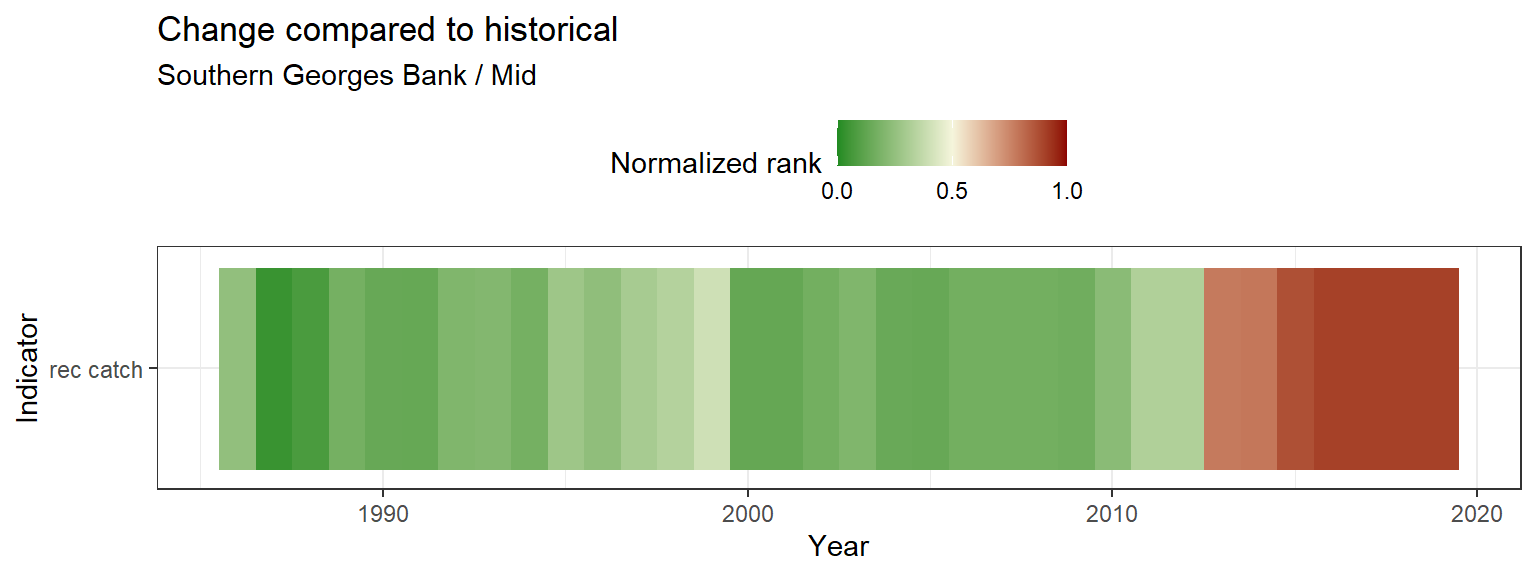 Change compared to historical
Southern Georges Bank / Mid
Normalized rank
0.0 0.5 1.0
Indicator
rec catch
1990 2000 2010 2020
Year